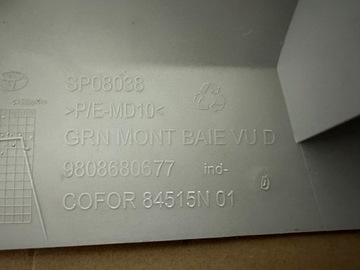 SP08038
>P/E-MD10<
GRN MONT BAIE VU D
9808680677 ind-
COFOR 84515N 01